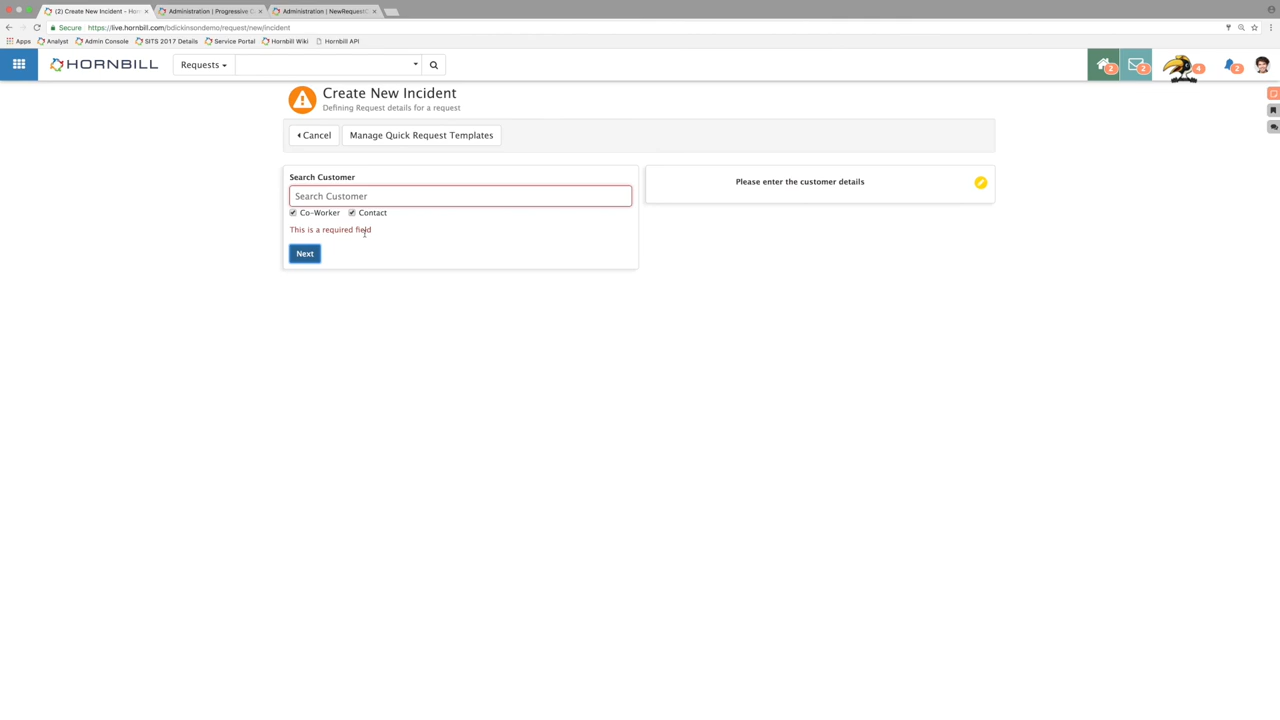 (2) Create New Incident - Hor
Administration | Progressive C
Administration | NewRequest
Secure
https://live.hornbill.com/bdickinsondemo/request/new/incident
Apps
Analyst
Admin Console
SITS 2017 Details
Service Portal
Hornbill Wiki
Hornbill API
HORNBILL
Requests
2
2
4
2
Create New Incident
Defining Request details for a request
Cancel
Manage Quick Request Templates
Search Customer
Search Customer
Co-Worker
Contact
This is a required field
Next
Please enter the customer details